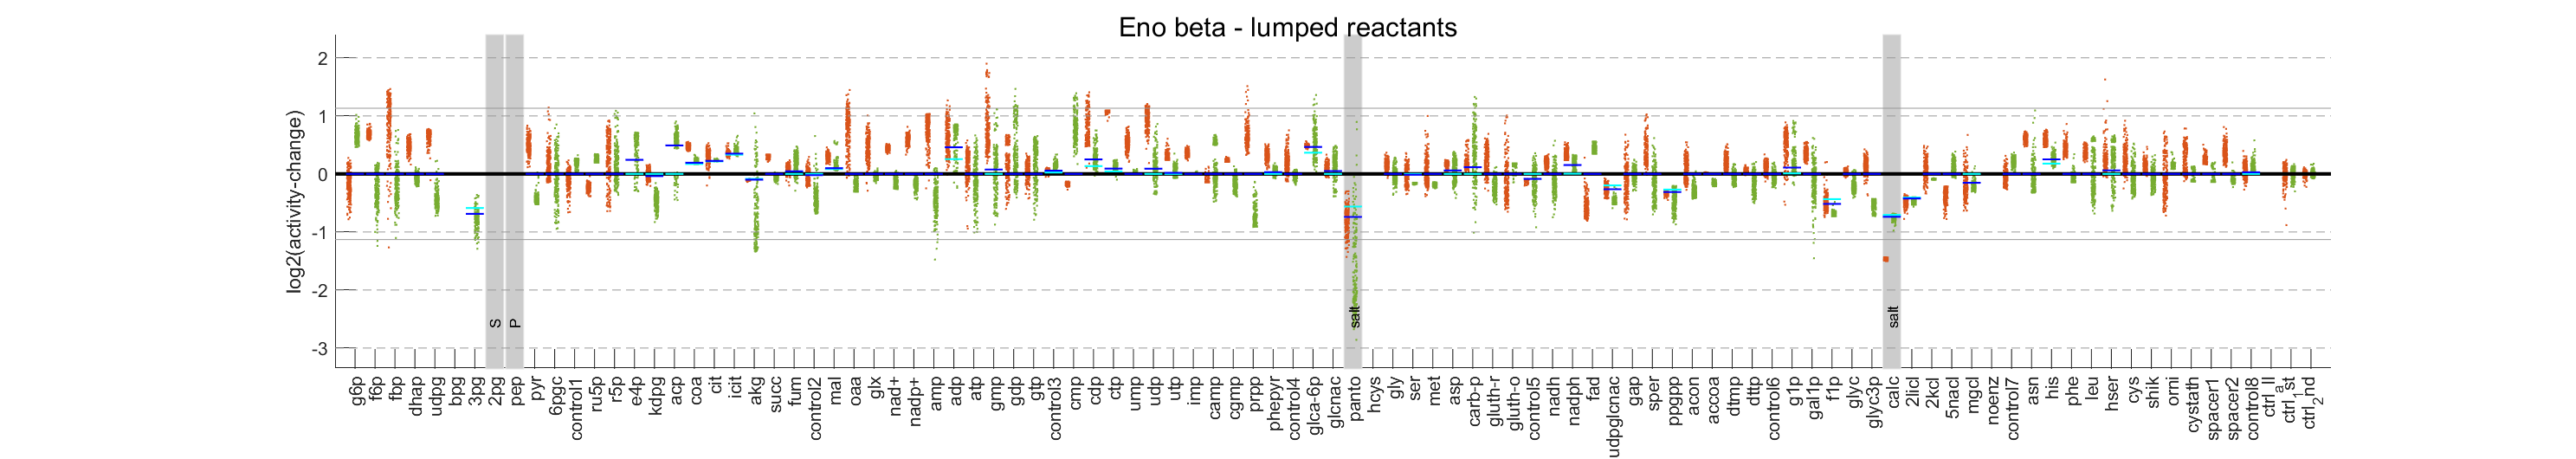 Eno beta - lumped reactants
log2(activity-change)
2
1
0
-1
-2
-3
S
P
salt
salt
g6p
f6p
fbp
dhap
udpg
bpg
3pg
2pg
pep
pyr
6pgc
control1
ru5p
r5p
e4p
kdpg
acp
coa
cit
icit
akg
succ
fum
control2
mal
oaa
glx
nad+
nadp+
amp
adp
atp
gmp
gdp
gtp
control3
cmp
cdp
ctp
ump
udp
utp
imp
camp
cgmp
prpp
phepyr
control4
glca-6p
glcnac
panto
hcys
gly
ser
met
asp
carb-p
gluth-r
gluth-o
control5
nadh
nadph
fad
udpglcnac
gap
sper
ppgpp
acon
accoa
dtmp
dttp
control6
g1p
gal1p
f1p
glyc
glyc3p
calc
2licl
2kcl
5nacl
mgcl
noenz
control7
asn
his
phe
leu
hser
cys
shik
orni
cystath
spacer1
spacer2
control8
ctrl_II
ctrl_1st
ctrl_2nd